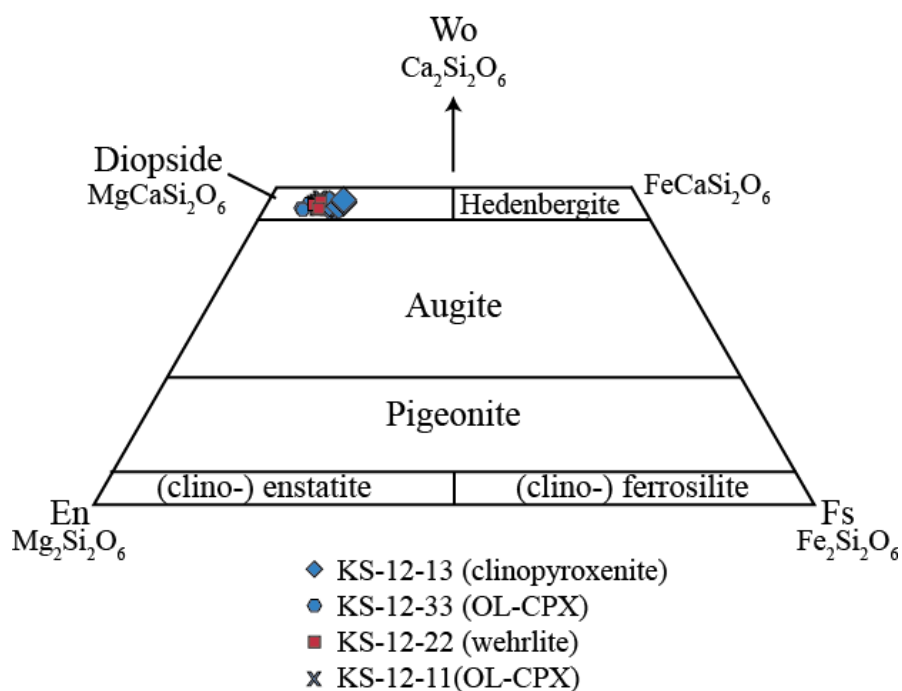 Wo
Ca₂Si₂O₆
Diopside
MgCaSi₂O₆
FeCaSi₂O₆
Hedenbergite
Augite
Pigeonite
(clino-) enstatite
(clino-) ferrosilite
En
Mg₂Si₂O₆
Fs
Fe₂Si₂O₆
KS-12-13 (clinopyroxenite)
KS-12-33 (OL-CPX)
KS-12-22 (wehrlite)
KS-12-11(OL-CPX)